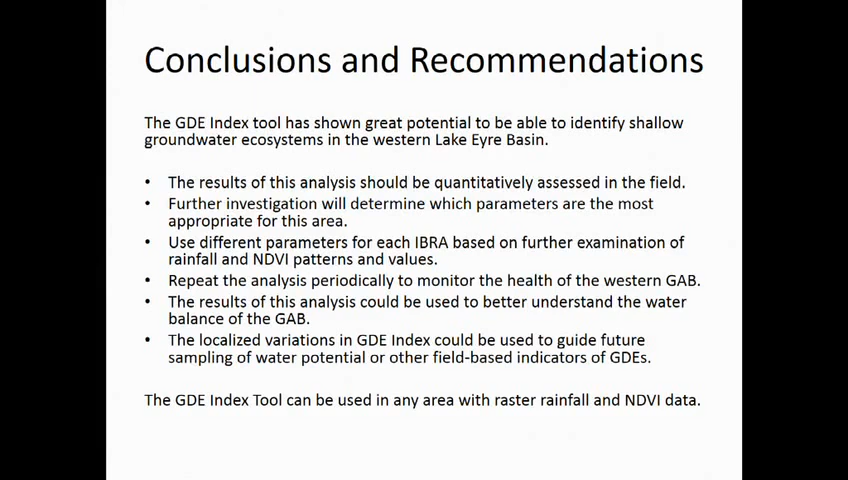 Conclusions and Recommendations
The GDE Index tool has shown great potential to be able to identify shallow
groundwater ecosystems in the western Lake Eyre Basin.
• The results of this analysis should be quantitatively assessed in the field.
• Further investigation will determine which parameters are the most
appropriate for this area.
• Use different parameters for each IBRA based on further examination of
rainfall and NDVI patterns and values.
• Repeat the analysis periodically to monitor the health of the western GAB.
• The results of this analysis could be used to better understand the water
balance of the GAB.
• The localized variations in GDE Index could be used to guide future
sampling of water potential or other field-based indicators of GDEs.
The GDE Index Tool can be used in any area with raster rainfall and NDVI data.